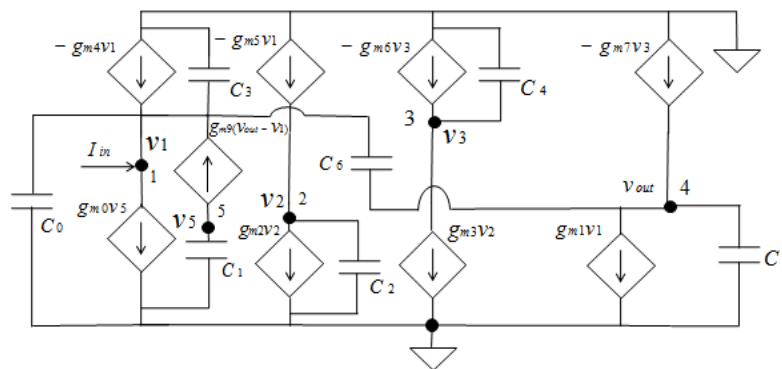 − gm4v1
− gm5v1
− gm6v3
− gm7v3
C3
C4
gm9(vout − v1)
3
v3
v1
Iin
1
C6
vout
4
C0
gm0v5
v5
5
v2
2
gm2v2
gm3v2
gm1v1
C1
C2
C